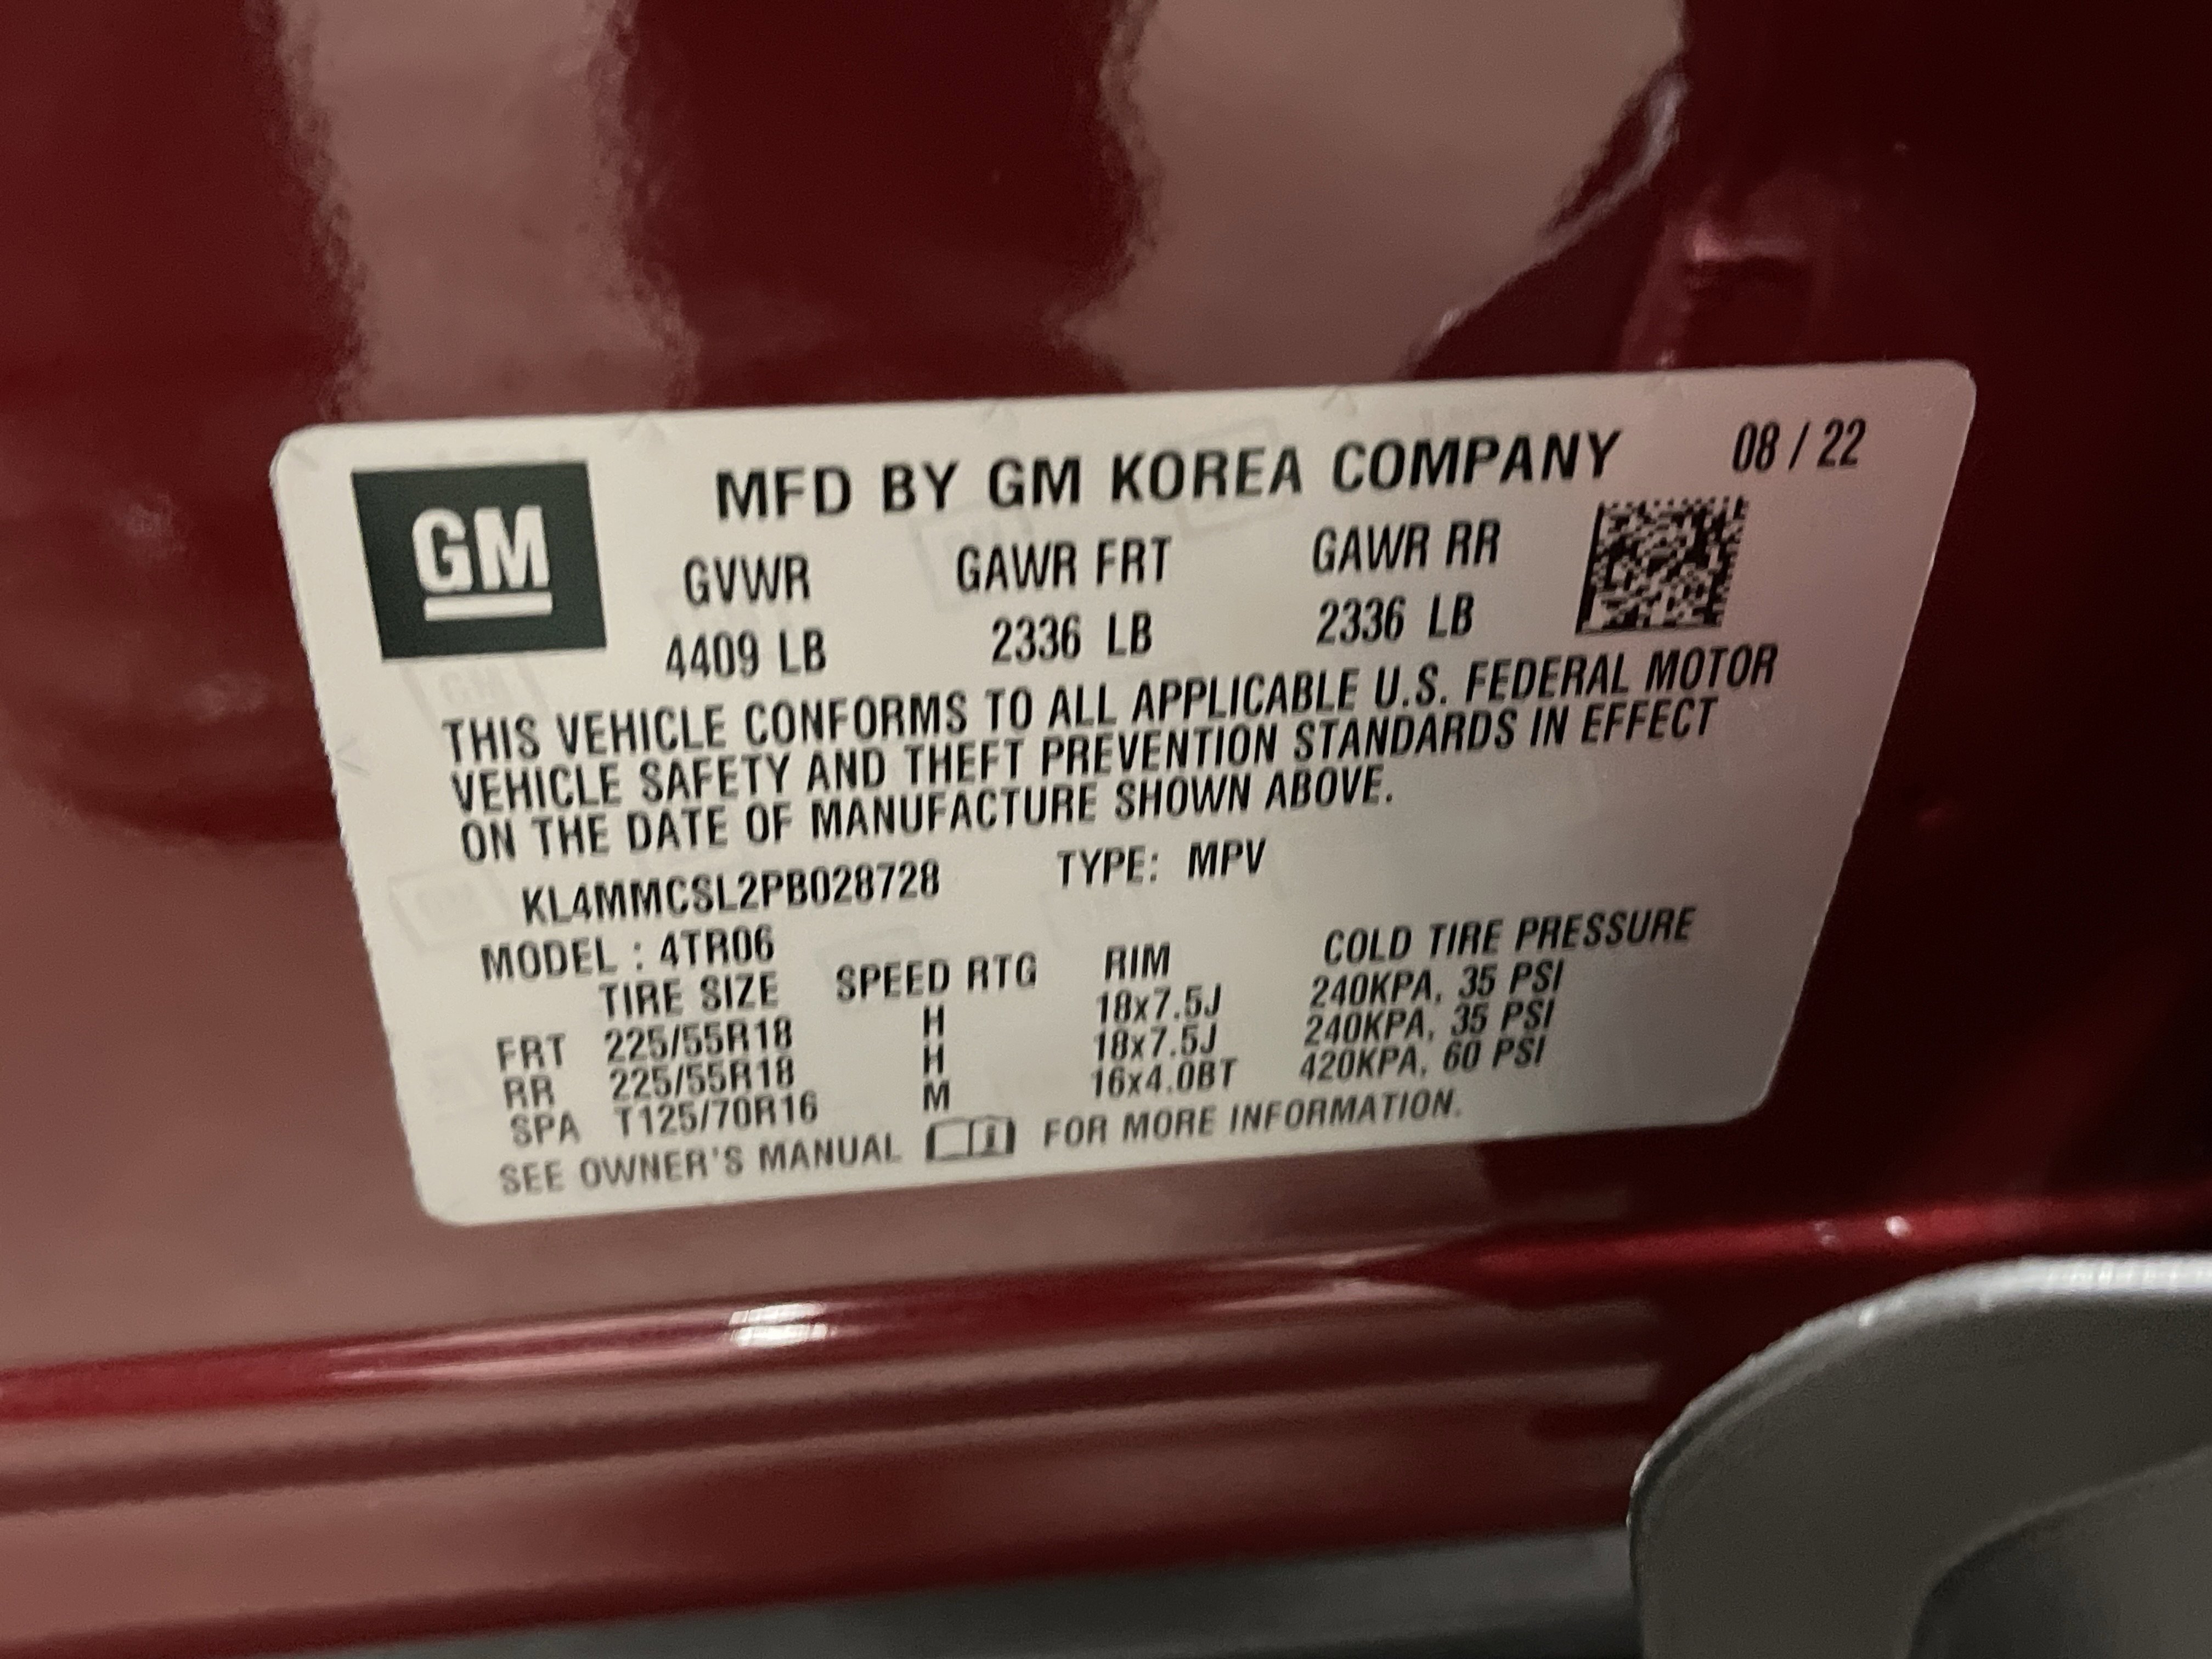 GM
MFD BY GM KOREA COMPANY 08 / 22
GVWR GAWR FRT GAWR RR
4409 LB 2336 LB 2336 LB
THIS VEHICLE CONFORMS TO ALL APPLICABLE U.S. FEDERAL MOTOR
VEHICLE SAFETY AND THEFT PREVENTION STANDARDS IN EFFECT
ON THE DATE OF MANUFACTURE SHOWN ABOVE.
KL4MMCSL2PB028728 TYPE: MPV
MODEL : 4TR06
TIRE SIZE SPEED RTG RIM COLD TIRE PRESSURE
FRT 225/55R18 H 18x7.5J 240KPA, 35 PSI
RR 225/55R18 H 18x7.5J 240KPA, 35 PSI
SPA T125/70R16 M 16x4.0BT 420KPA, 60 PSI
SEE OWNER'S MANUAL FOR MORE INFORMATION.